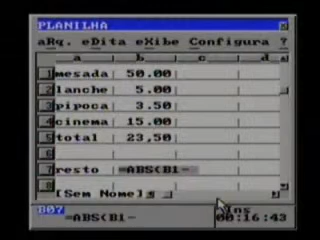 PLANILHA
aRq. eDita eXibe Configura ?
a b c d
1 mesada 50.00
2 lanche 5.00
3 pipoca 3.50
4 cinema 15.00
5 total 23,50
6
7 resto =ABS(B1-
8
[Sem Nome]
B07 =ABS(B1- Ins
00:16:43